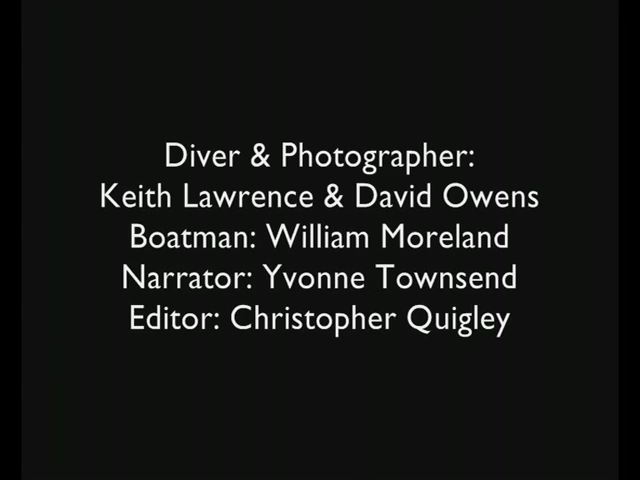 Diver & Photographer:
Keith Lawrence & David Owens
Boatman: William Moreland
Narrator: Yvonne Townsend
Editor: Christopher Quigley